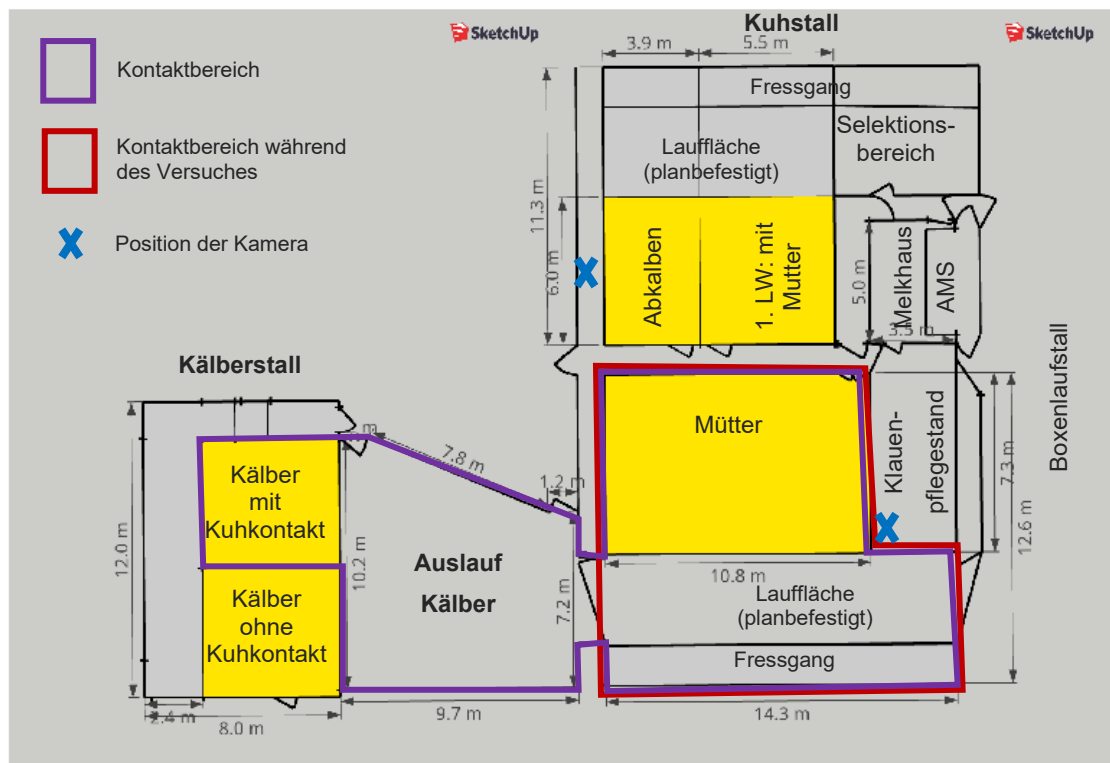 Kuhstall
SketchUp
SketchUp
3.9 m
5.5 m
Kontaktbereich
Kontaktbereich während
des Versuches
Position der Kamera
Fressgang
Selektions-
bereich
Lauffläche
(planbefestigt)
11.3 m
6.0 m
Abkalben
1. LW: mit
Mutter
5.0 m
Melkhaus
AMS
3.5 m
Boxenlaufstall
Kälberstall
Mütter
Klauen-
pflegestand
7.3 m
12.6 m
m
7.8 m
1.2 m
Kälber
mit
Kuhkontakt
12.0 m
10.2 m
Auslauf
Kälber
7.2 m
10.8 m
Lauffläche
(planbefestigt)
Kälber
ohne
Kuhkontakt
Fressgang
2.4 m
8.0 m
9.7 m
14.3 m